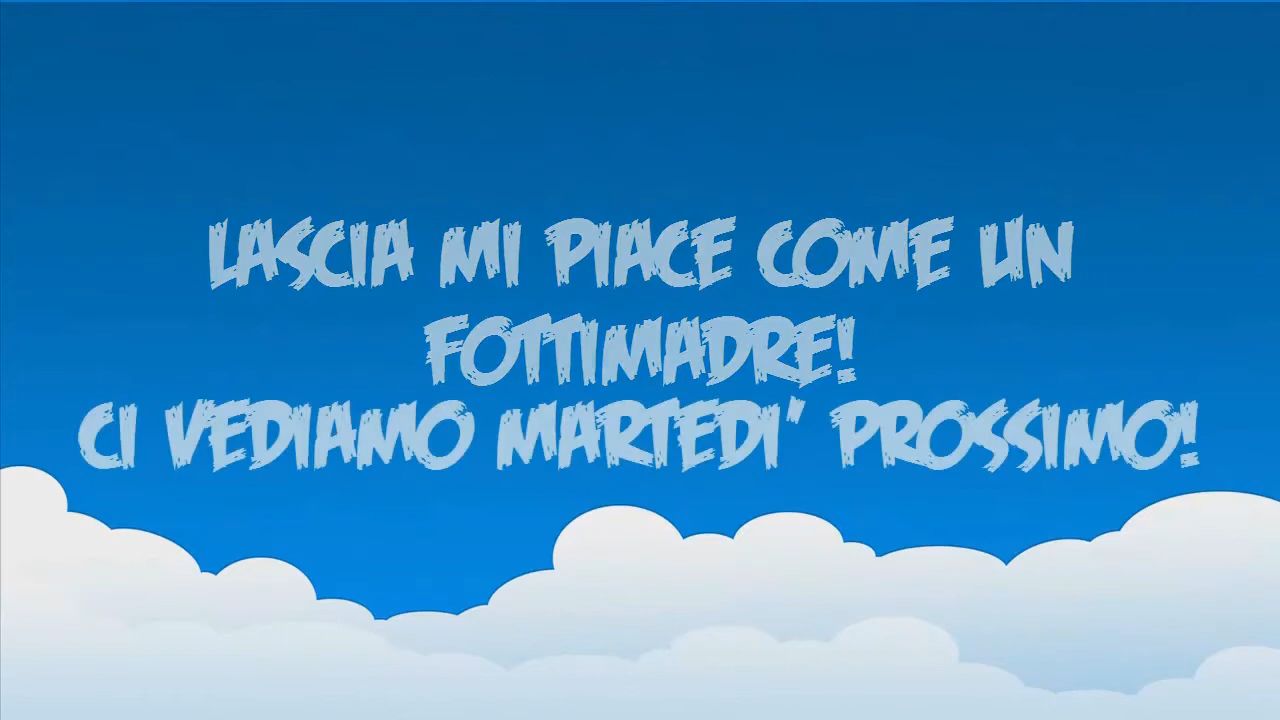 LASCIA MI PIACE COME UN
FOTTIMADRE!
CI VEDIAMO MARTEDI' PROSSIMO!